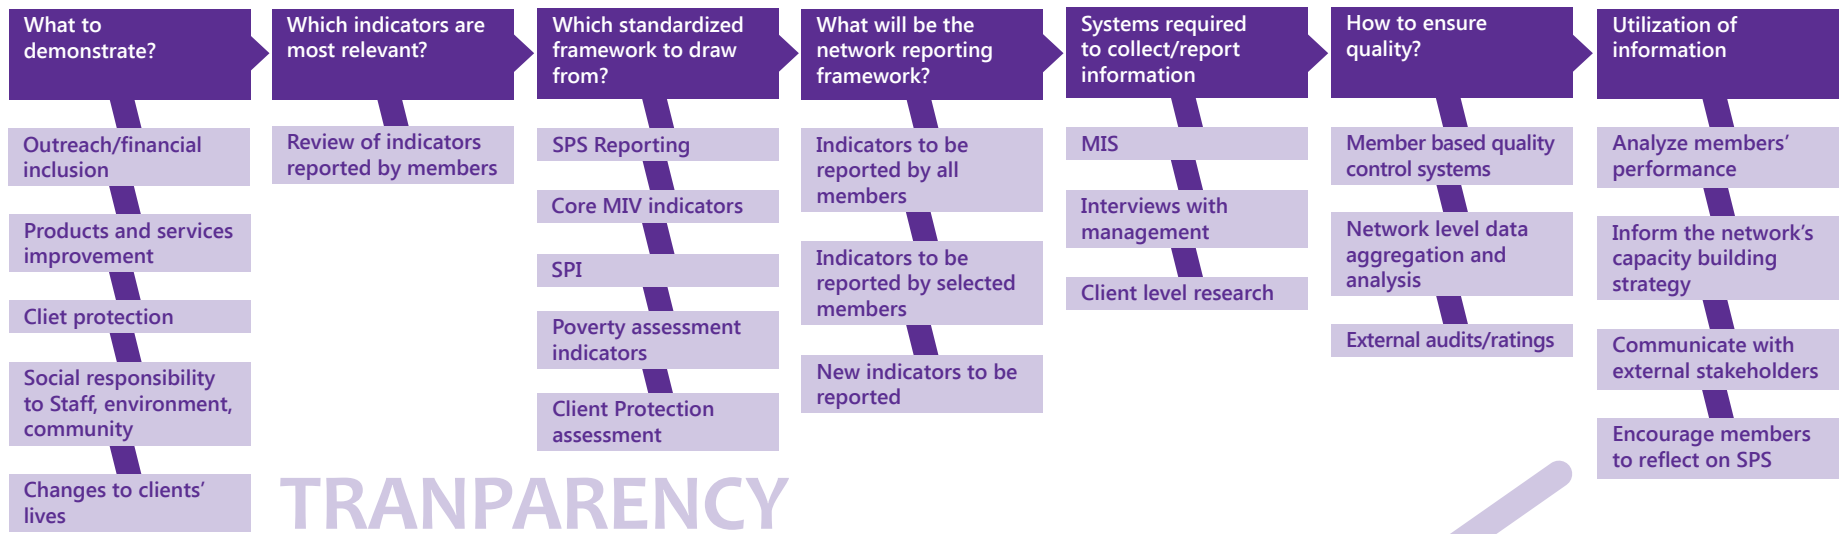 What to
demonstrate?
Outreach/financial
inclusion
Products and services
improvement
Cliet protection
Social responsibility
to Staff, environment,
community
Changes to clients'
lives
Which indicators are
most relevant?
Review of indicators
reported by members
Which standardized
framework to draw
from?
SPS Reporting
Core MIV indicators
SPI
Poverty assessment
indicators
Client Protection
assessment
What will be the
network reporting
framework?
Indicators to be
reported by all
members
Indicators to be
reported by selected
members
New indicators to be
reported
Systems required
to collect/report
information
MIS
Interviews with
management
Client level research
How to ensure
quality?
Member based quality
control systems
Network level data
aggregation and
analysis
External audits/ratings
Utilization of
information
Analyze members'
performance
Inform the network's
capacity building
strategy
Communicate with
external stakeholders
Encourage members
to reflect on SPS
TRANPARENCY